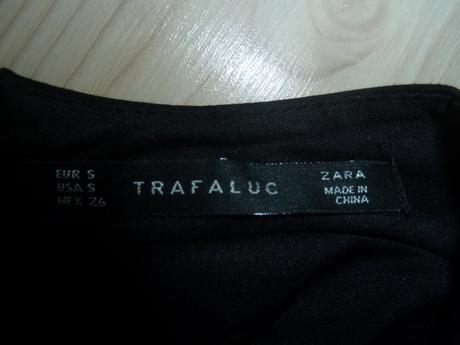 EUR S
USA S
MEX 26
TRAFALUC
ZARA
MADE IN
CHINA